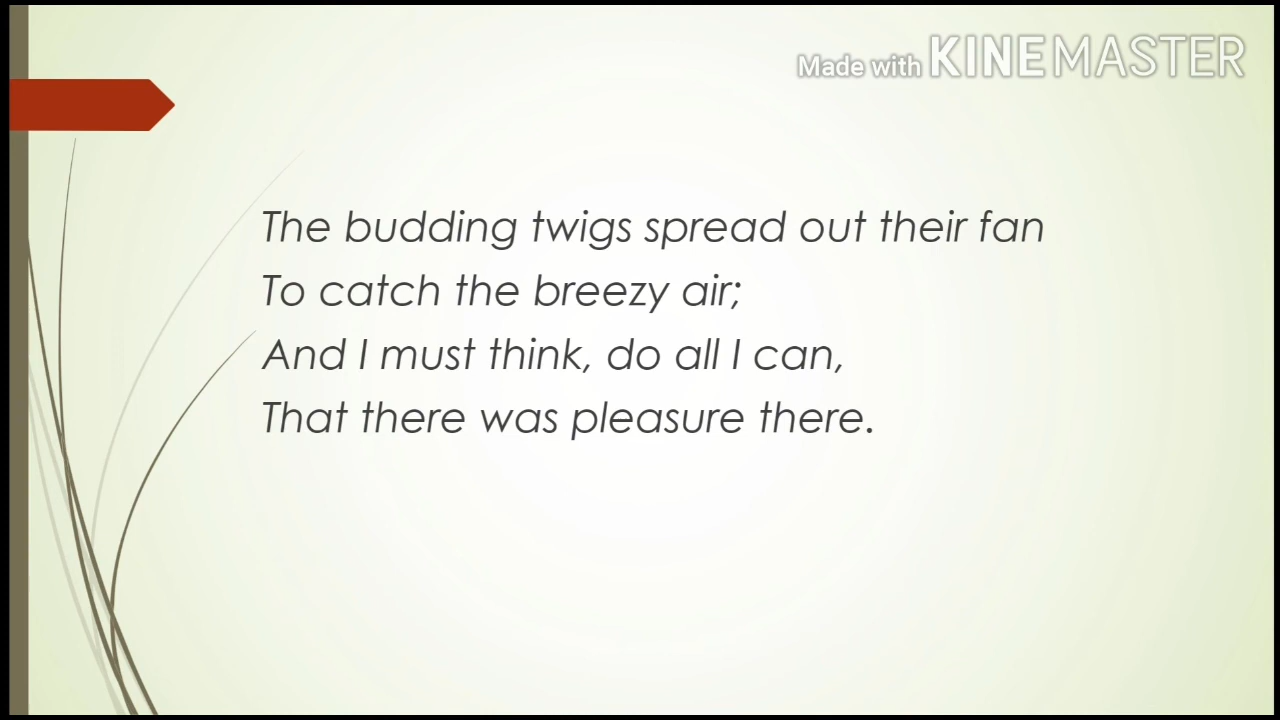 Made with KINEMASTER
The budding twigs spread out their fan
To catch the breezy air;
And I must think, do all I can,
That there was pleasure there.